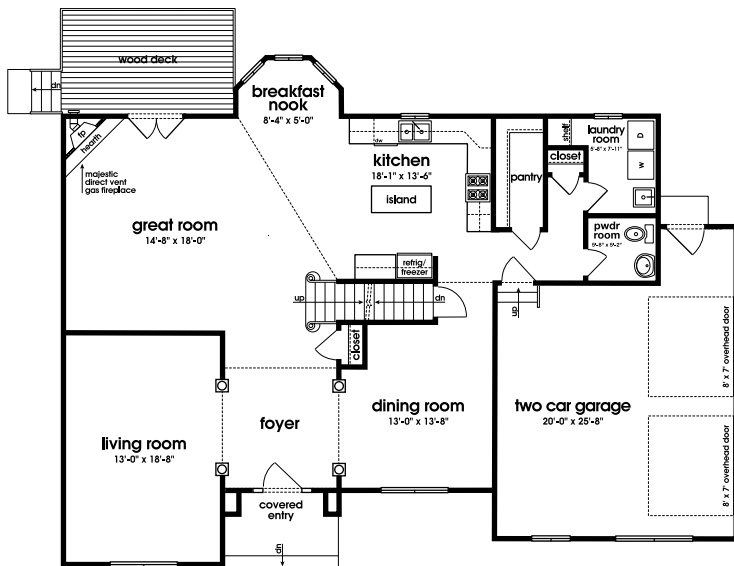 wood deck
dn
breakfast
nook
8'-4" x 5'-0"
fp
hearth
majestic
direct vent
gas fireplace
great room
14'-8" x 18'-0"
dw
kitchen
18'-1" x 13'-6"
island
refrig/
freezer
pantry
shelf
closet
laundry
room
5'-8" x 7'-11"
D
W
pwdr
room
5'-2"
up
dn
closet
up
living room
13'-0" x 18'-8"
foyer
dining room
13'-0" x 13'-8"
two car garage
20'-0" x 25'-8"
8' x 7' overhead door
8' x 7' overhead door
covered
entry
dn